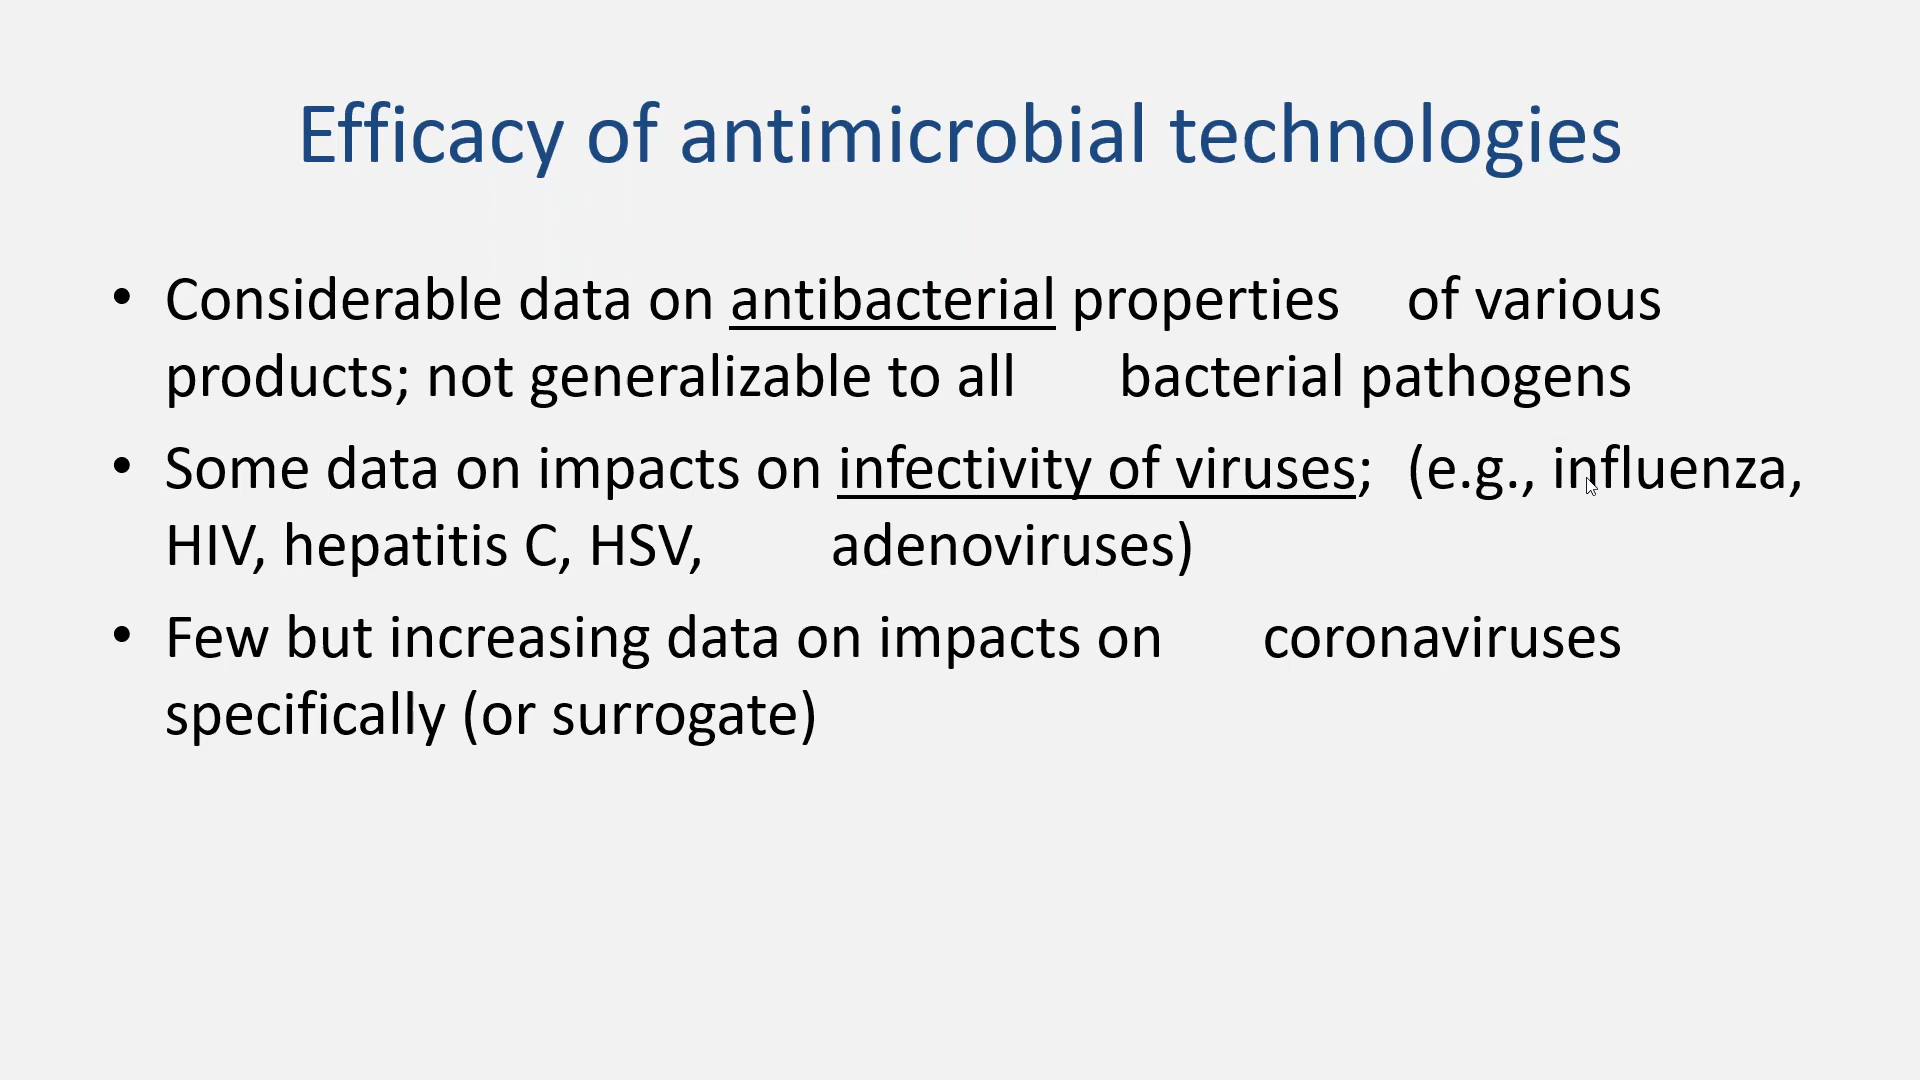 Efficacy of antimicrobial technologies
• Considerable data on antibacterial properties of various
products; not generalizable to all bacterial pathogens
• Some data on impacts on infectivity of viruses; (e.g., influenza,
HIV, hepatitis C, HSV, adenoviruses)
• Few but increasing data on impacts on coronaviruses
specifically (or surrogate)